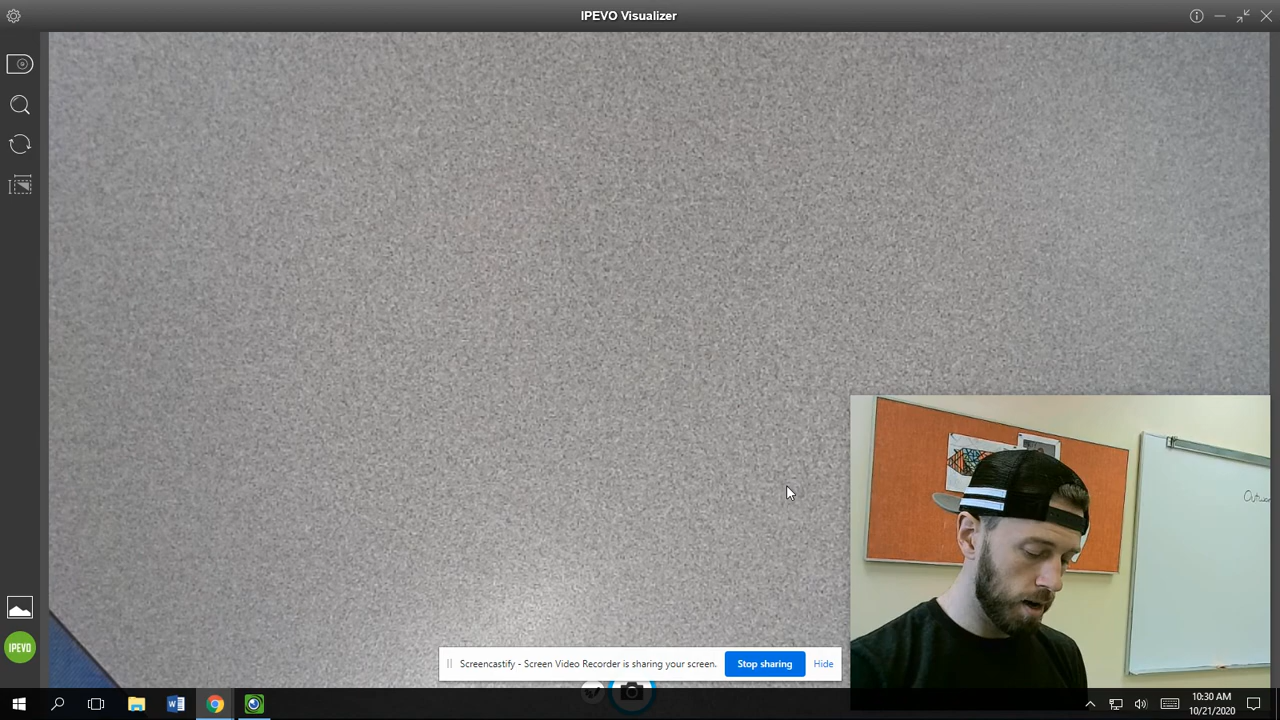 IPEVO Visualizer
IPEVO
Screencastify - Screen Video Recorder is sharing your screen.
Stop sharing
Hide
10:30 AM
10/21/2020